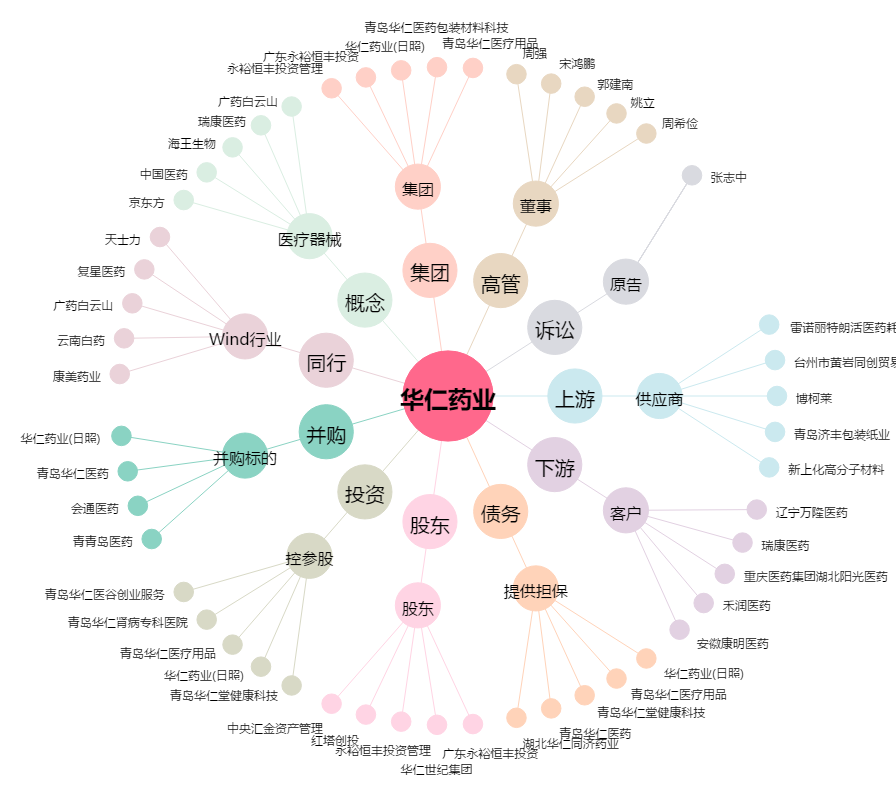 青岛华仁医药包装材料科技
华仁药业(日照)
青岛华仁医疗用品
广东永裕恒丰投资
永裕恒丰投资管理
周强
宋鸿鹏
郭建南
姚立
周希俭
张志中
广药白云山
瑞康医药
海王生物
中国医药
京东方
天士力
复星医药
广药白云山
云南白药
康美药业
集团
董事
医疗器械
原告
集团
高管
概念
诉讼
Wind行业
同行
华仁药业
上游
供应商
雷诺丽特朗活医药耗
台州市黄岩同创贸易
博柯莱
青岛济丰包装纸业
新上化高分子材料
并购
并购标的
华仁药业(日照)
青岛华仁医药
会通医药
青青岛医药
下游
客户
辽宁万隆医药
瑞康医药
重庆医药集团湖北阳光医药
禾润医药
安徽康明医药
投资
控参股
青岛华仁医谷创业服务
青岛华仁肾病专科医院
青岛华仁医疗用品
华仁药业(日照)
青岛华仁堂健康科技
股东
股东
中央汇金资产管理
红塔创投
永裕恒丰投资管理
华仁世纪集团
广东永裕恒丰投资
债务
提供担保
华仁药业(日照)
青岛华仁医疗用品
青岛华仁堂健康科技
青岛华仁医药
湖北华仁同济药业